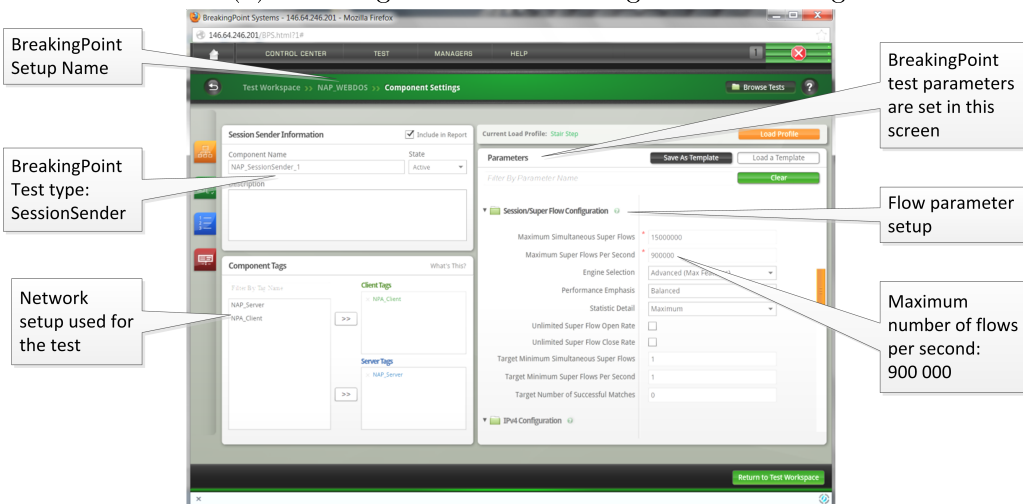 BreakingPoint Systems - 146.64.246.201 - Mozilla Firefox
146.64.246.201/BPS.html?1#
CONTROL CENTER TEST MANAGERS HELP
Test Workspace >> NAP_WEBDOS >> Component Settings
Browse Tests ?
BreakingPoint
Setup Name
BreakingPoint
Test type:
SessionSender
Network
setup used for
the test
Session Sender Information
Include in Report
Component Name State
NAP_SessionSender_1 Active
Description
Component Tags What's This?
Filter By Tag Name
NAP_Server
NPA_Client
>>
>>
Client Tags
NPA_Client
Server Tags
NAP_Server
Current Load Profile: Stair Step Load Profile
Parameters Save As Template Load a Template
Filter By Parameter Name Clear
Session/Super Flow Configuration
Maximum Simultaneous Super Flows * 15000000
Maximum Super Flows Per Second * 900000
Engine Selection
Performance Emphasis Balanced
Statistic Detail Maximum
Unlimited Super Flow Open Rate
Unlimited Super Flow Close Rate
Target Minimum Simultaneous Super Flows 1
Target Minimum Super Flows Per Second 1
Target Number of Successful Matches 0
IPv4 Configuration
Return to Test Workspace
BreakingPoint
test parameters
are set in this
screen
Flow parameter
setup
Maximum
number of flows
per second:
900 000